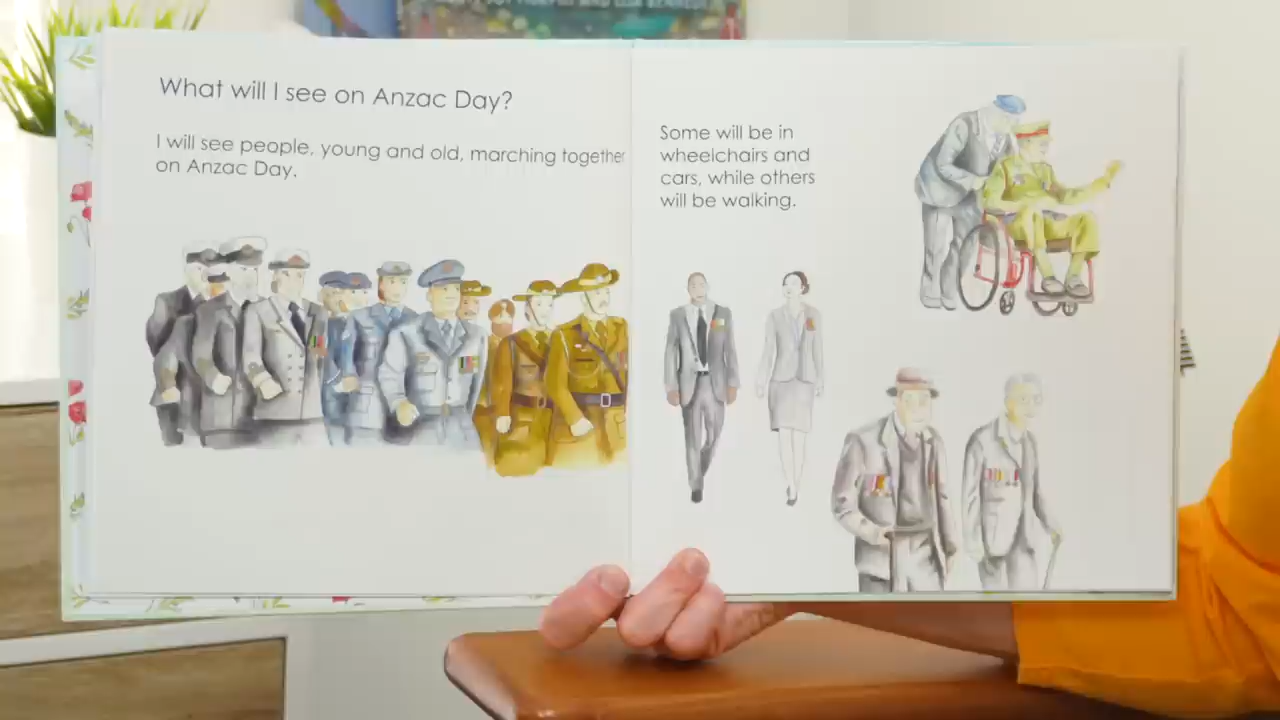 What will I see on Anzac Day?
I will see people, young and old, marching together
on Anzac Day.
Some will be in
wheelchairs and
cars, while others
will be walking.